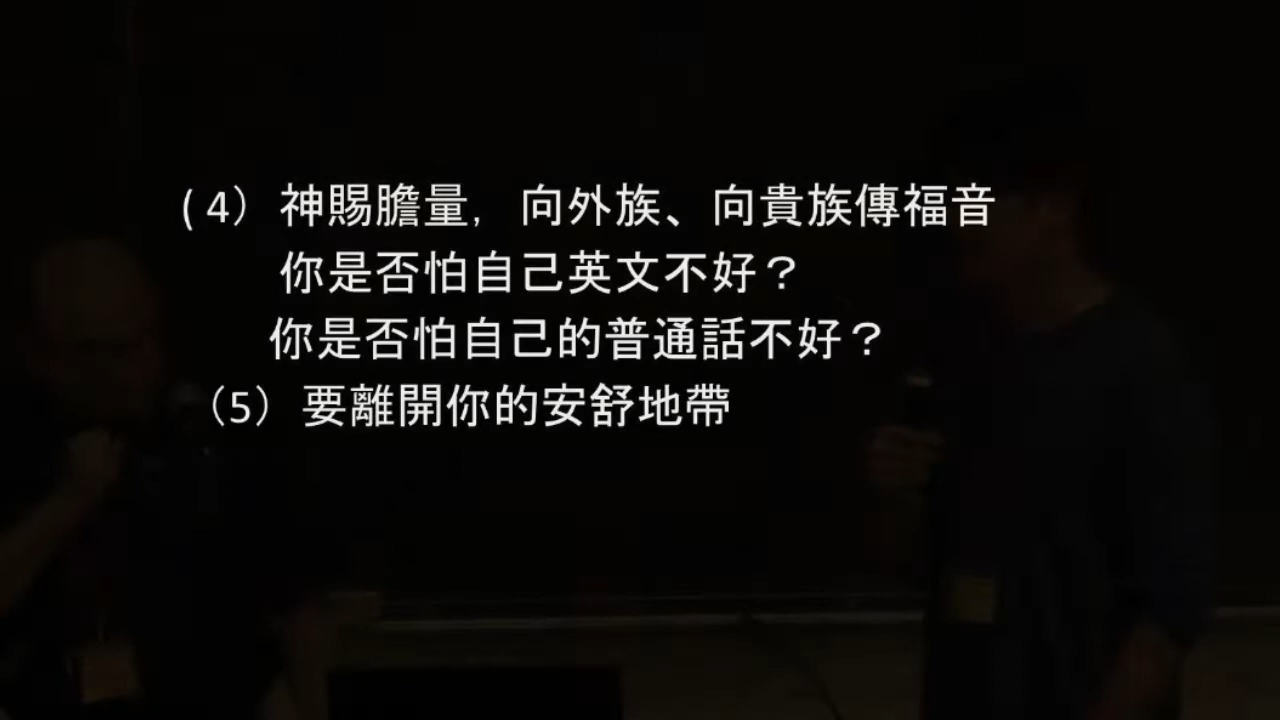 (4）神賜膽量，向外族、向貴族傳福音
你是否怕自己英文不好？
你是否怕自己的普通話不好？
（5）要離開你的安舒地帶